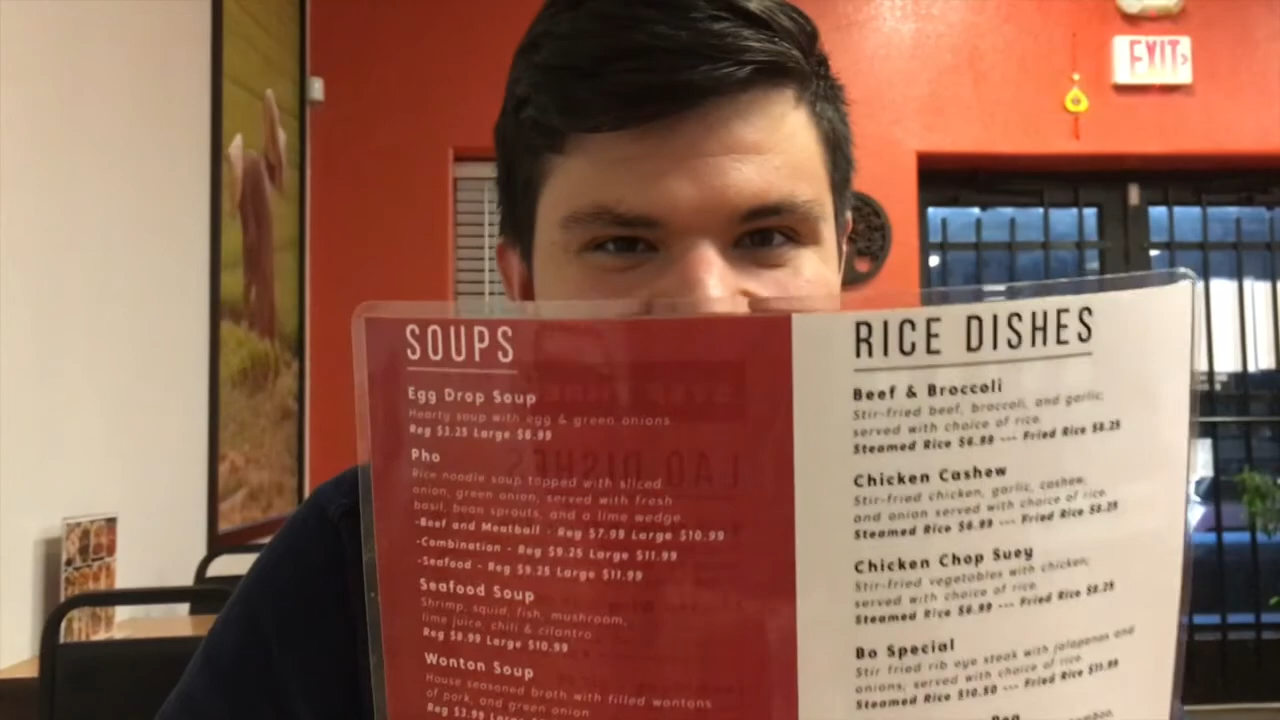 EXIT
SOUPS
Egg Drop Soup
Hearty soup with egg & green onions
Reg $3.25 Large $6.99
Pho
Rice noodle soup topped with sliced
onion, green onion, served with fresh
basil, bean sprouts, and a lime wedge.
-Beef and Meatball - Reg $7.99 Large $10.99
-Combination - Reg $9.25 Large $11.99
-Seafood - Reg $9.25 Large $11.99
Seafood Soup
Shrimp, squid, fish, mushroom,
lime juice, chili & cilantro
Reg $8.99 Large $10.99
Wonton Soup
House seasoned broth with filled wontons
of pork, and green onion
Reg $3.99 Large
RICE DISHES
Beef & Broccoli
Stir-fried beef, broccoli, and garlic,
served with choice of rice.
Steamed Rice $6.99 --- Fried Rice $8.25
Chicken Cashew
Stir-fried chicken, garlic, cashew,
and onion served with choice of rice.
Steamed Rice $6.99 --- Fried Rice $8.25
Chicken Chop Suey
Stir-fried vegetables with chicken,
served with choice of rice.
Steamed Rice $6.99 --- Fried Rice $8.25
Bo Special
Stir fried rib eye steak with jalapenos and
onions, served with choice of rice.
Steamed Rice $10.50 --- Fried Rice $11.99